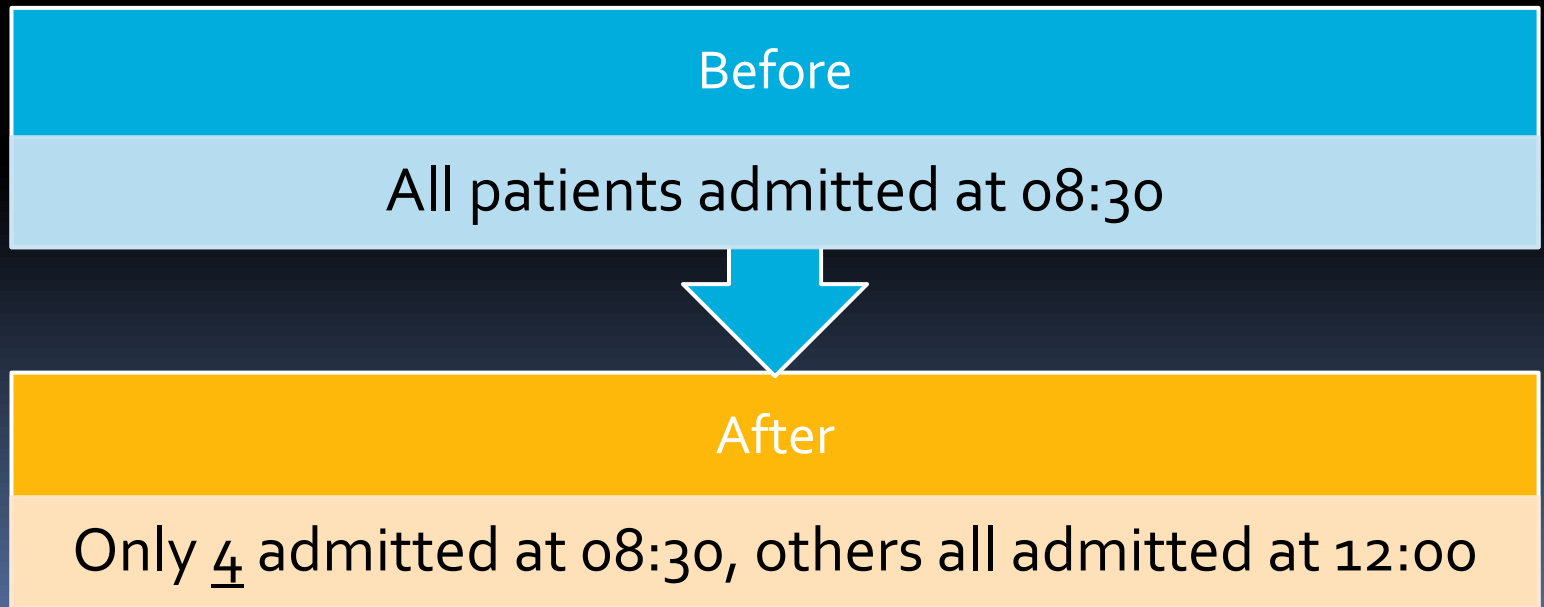 Before
All patients admitted at 08:30
After
Only 4 admitted at 08:30, others all admitted at 12:00